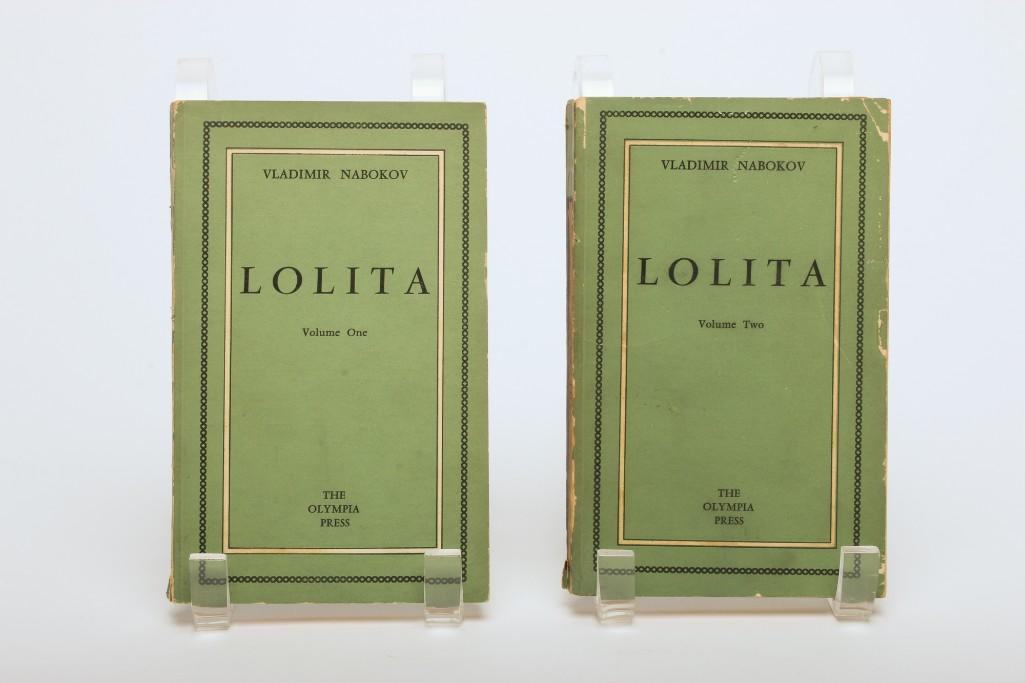 VLADIMIR NABOKOV
LOLITA
Volume One
THE
OLYMPIA
PRESS
VLADIMIR NABOKOV
LOLITA
Volume Two
THE
OLYMPIA
PRESS